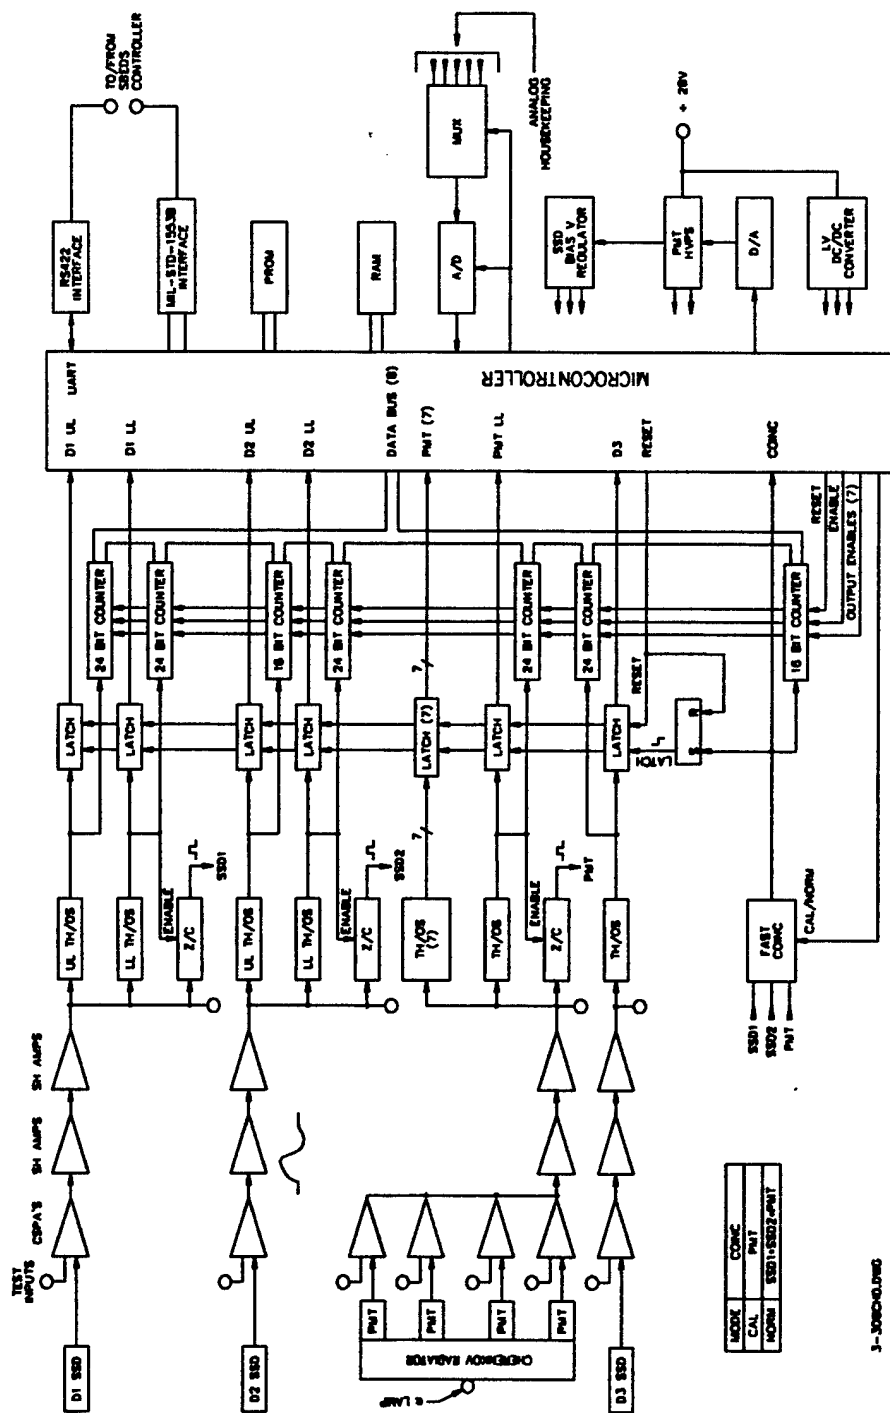 TEST
INPUTS
CSPA'S
SH AMPS
SH AMPS
D1 SSD
UL TH/OS
LL TH/OS
ENABLE
Z/C
SSD1
LATCH
LATCH
24 BIT COUNTER
24 BIT COUNTER
D1 UL
D1 LL
UART
RS422
INTERFACE
MIL-STD-1553B
INTERFACE
TO/FROM
SBEDS
CONTROLLER
D2 SSD
UL TH/OS
LL TH/OS
ENABLE
Z/C
SSD2
LATCH
LATCH
16 BIT COUNTER
24 BIT COUNTER
D2 UL
D2 LL
PROM
DATA BUS (8)
RAM
α LAMP
CHERENKOV RADIATOR
PMT
PMT
PMT
PMT
TH/OS
(7)
7
LATCH (7)
7
PMT (7)
TH/OS
ENABLE
Z/C
PMT
LATCH
24 BIT COUNTER
PMT LL
MICROCONTROLLER
A/D
MUX
ANALOG
HOUSEKEEPING
D3 SSD
TH/OS
LATCH
24 BIT COUNTER
D3
RESET
RESET
LATCH
S
R
SSD
BIAS V
REGULATOR
PMT
HVPS
+ 28V
D/A
LV
DC/DC
CONVERTER
SSD1
SSD2
PMT
FAST
COINC
CAL/NORM
16 BIT COUNTER
COINC
RESET
ENABLE
OUTPUT ENABLES (7)
MODE COINC
CAL PMT
NORM SSD1•SSD2•PMT